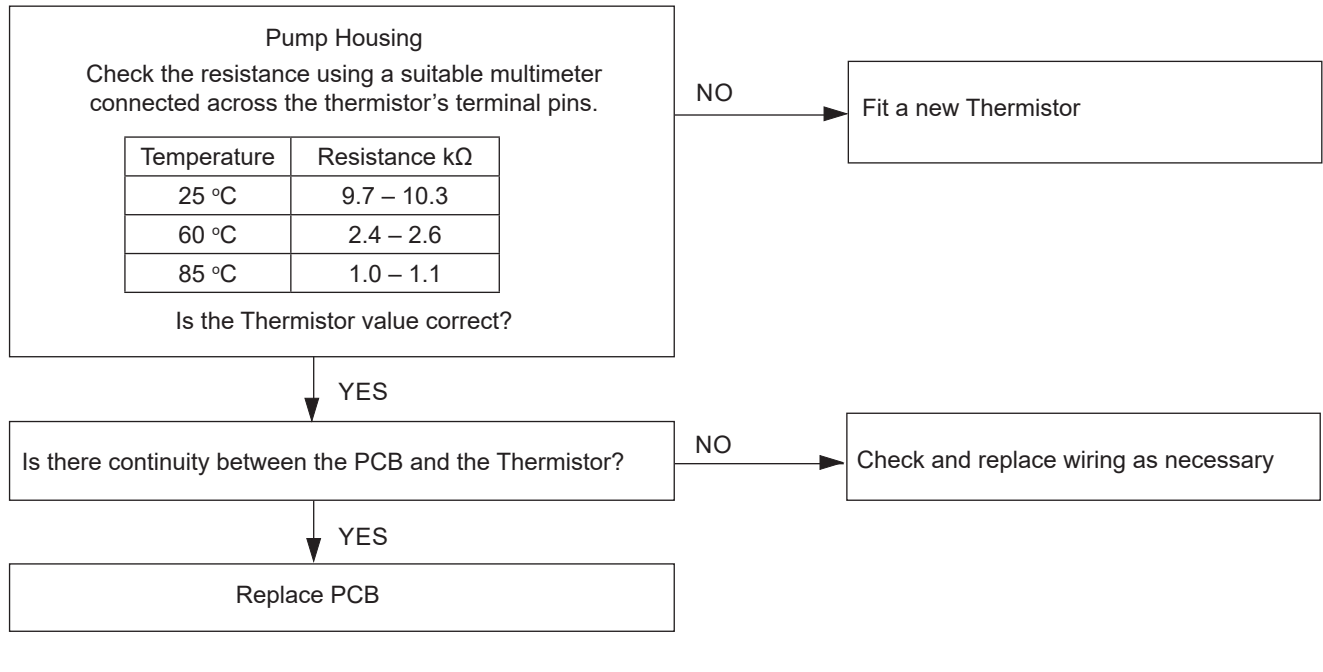 Pump Housing
Check the resistance using a suitable multimeter
connected across the thermistor’s terminal pins.
Temperature Resistance kΩ
25 °C 9.7 – 10.3
60 °C 2.4 – 2.6
85 °C 1.0 – 1.1
Is the Thermistor value correct?
NO
Fit a new Thermistor
YES
Is there continuity between the PCB and the Thermistor?
NO
Check and replace wiring as necessary
YES
Replace PCB